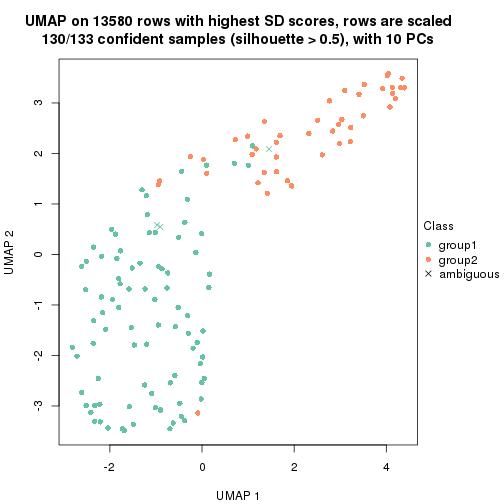 UMAP on 13580 rows with highest SD scores, rows are scaled
130/133 confident samples (silhouette > 0.5), with 10 PCs
3
2
1
0
-1
-2
-3
UMAP 2
-2
0
2
4
UMAP 1
Class
group1
group2
ambiguous